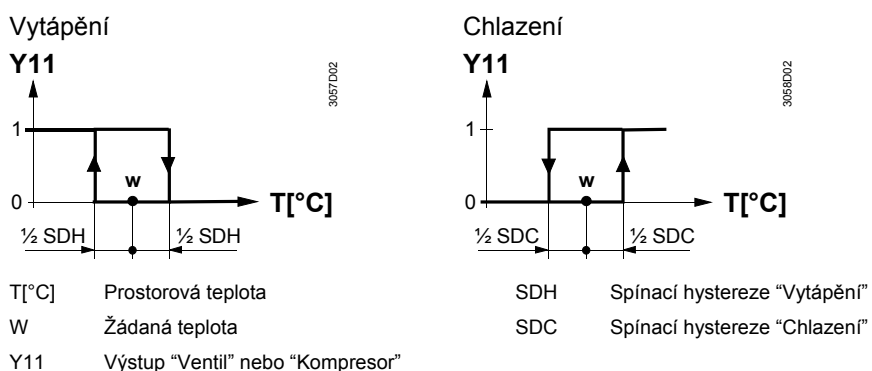 Vytápění
Y11
3057D02
1
w
0
T[°C]
½ SDH
½ SDH
Chlazení
Y11
3058D02
1
w
0
T[°C]
½ SDC
½ SDC
T[°C] Prostorová teplota
W Žádaná teplota
Y11 Výstup “Ventil” nebo “Kompresor”
SDH Spínací hystereze “Vytápění”
SDC Spínací hystereze “Chlazení”